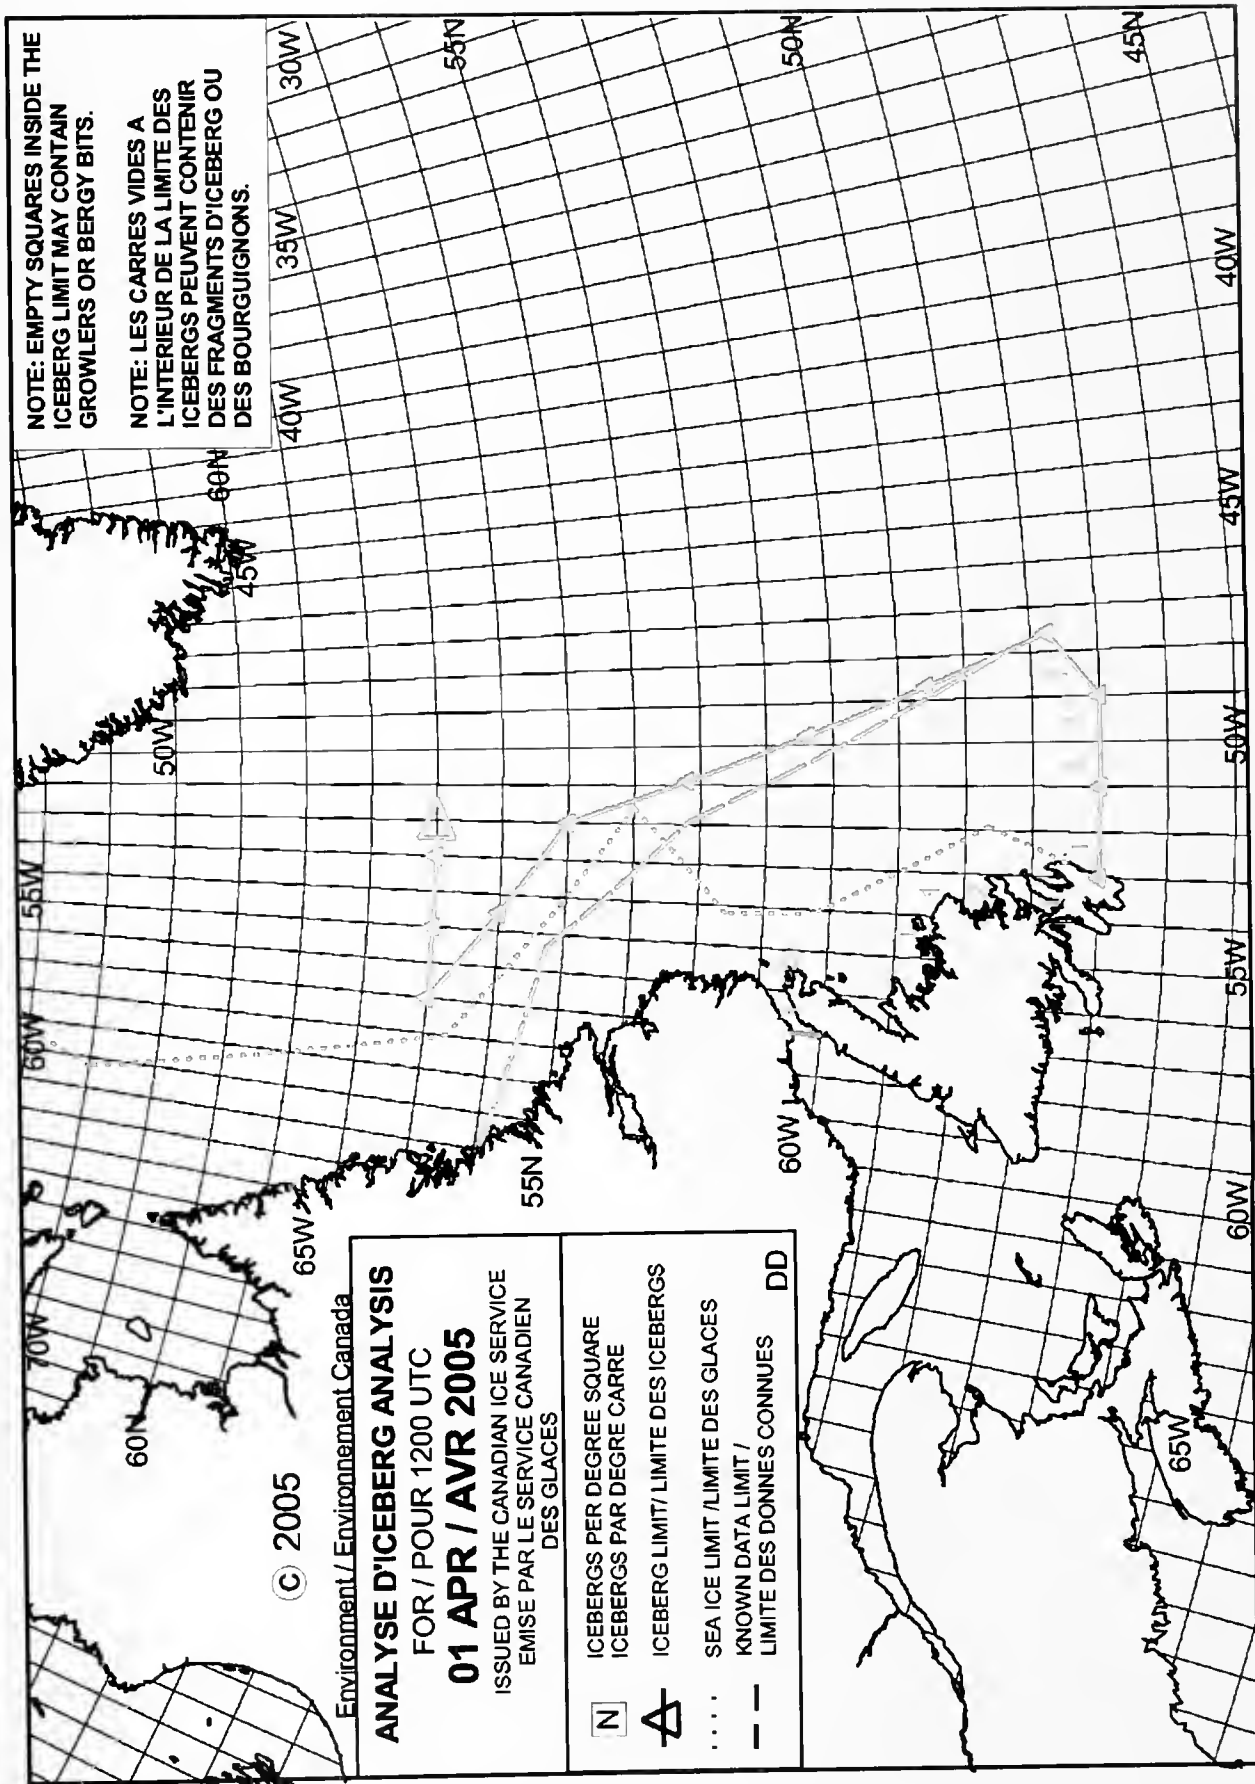 NOTE: EMPTY SQUARES INSIDE THE
ICEBERG LIMIT MAY CONTAIN
GROWLERS OR BERGY BITS.
NOTE: LES CARRES VIDES A
L'INTERIEUR DE LA LIMITE DES
ICEBERGS PEUVENT CONTENIR
DES FRAGMENTS D'ICEBERG OU
DES BOURGUIGNONS.
© 2005
Environment / Environnement Canada
ANALYSE D'ICEBERG ANALYSIS
FOR / POUR 1200 UTC
01 APR / AVR 2005
ISSUED BY THE CANADIAN ICE SERVICE
EMISE PAR LE SERVICE CANADIEN
DES GLACES
N
ICEBERGS PER DEGREE SQUARE
ICEBERGS PAR DEGRE CARRE
ICEBERG LIMIT/ LIMITE DES ICEBERGS
SEA ICE LIMIT /LIMITE DES GLACES
KNOWN DATA LIMIT /
LIMITE DES DONNES CONNUES
DD
70W
60W
55W
50W
45W
60N
40W
35W
30W
55N
50N
45N
60N
65W
55N
60W
65W
60W
55W
50W
45W
40W